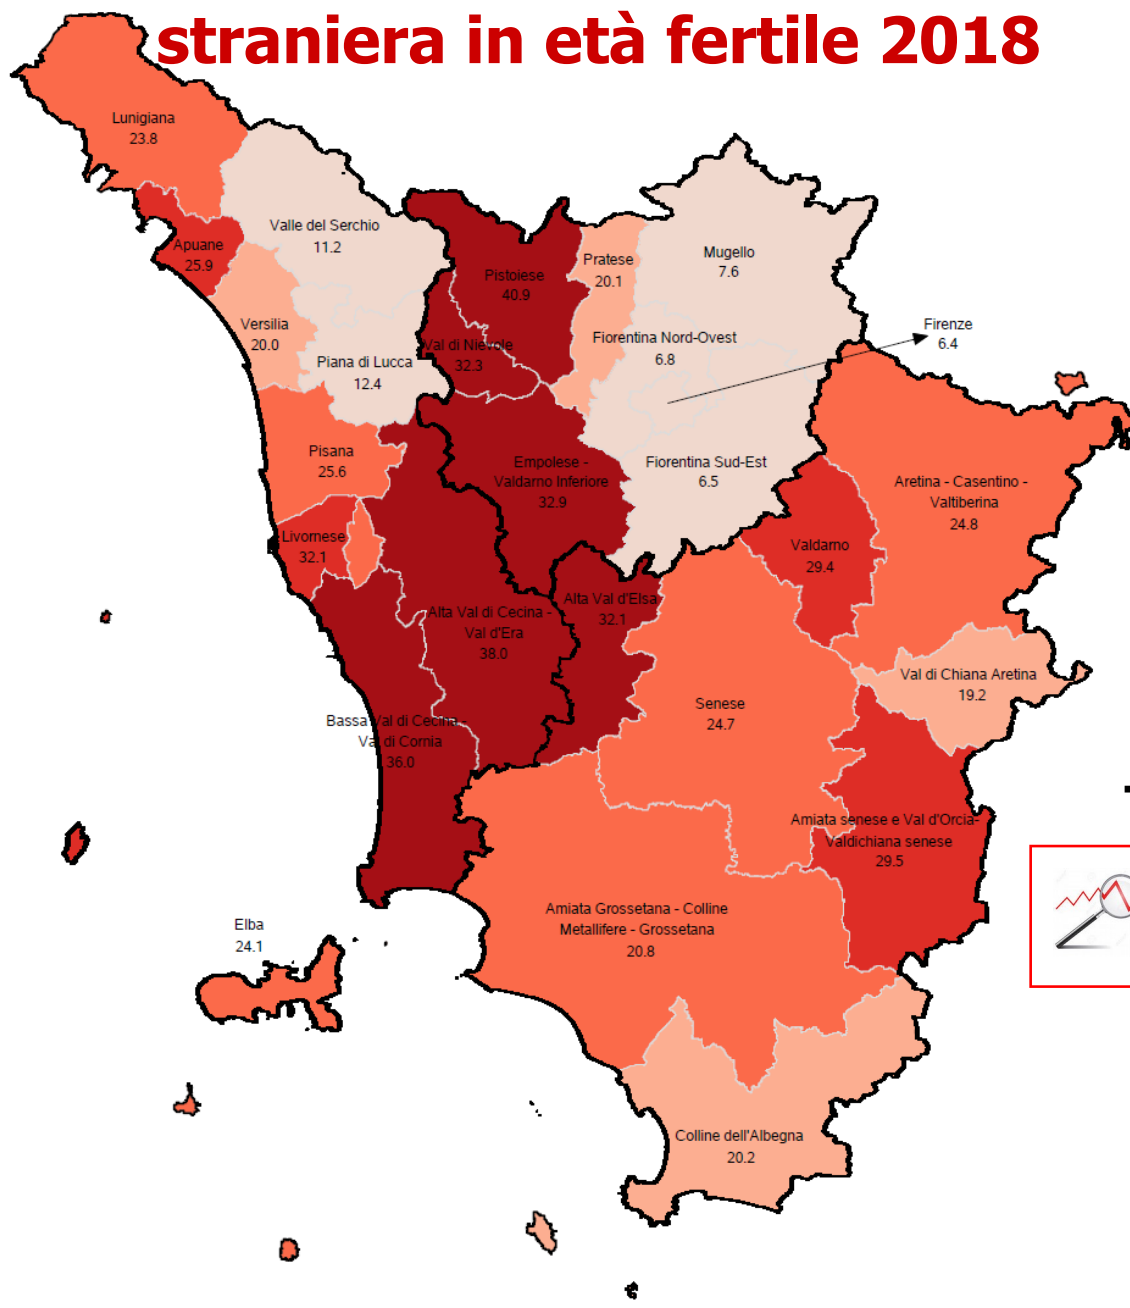 straniera in età fertile 2018
Lunigiana
23.8
Valle del Serchio
11.2
Apuane
25.9
Pistoiese
40.9
Pratese
20.1
Mugello
7.6
Versilia
20.0
Val di Nievole
32.3
Fiorentina Nord-Ovest
6.8
Firenze
6.4
Piana di Lucca
12.4
Pisana
25.6
Empolese -
Valdarno Inferiore
32.9
Fiorentina Sud-Est
6.5
Aretina - Casentino -
Valtiberina
24.8
Livornese
32.1
Valdarno
29.4
Alta Val di Cecina -
Val d'Era
38.0
Alta Val d'Elsa
32.1
Val di Chiana Aretina
19.2
Bassa Val di Cecina -
Val di Cornia
36.0
Senese
24.7
Amiata senese e Val d'Orcia-
Valdichiana senese
29.5
Elba
24.1
Amiata Grossetana - Colline
Metallifere - Grossetana
20.8
Colline dell'Albegna
20.2